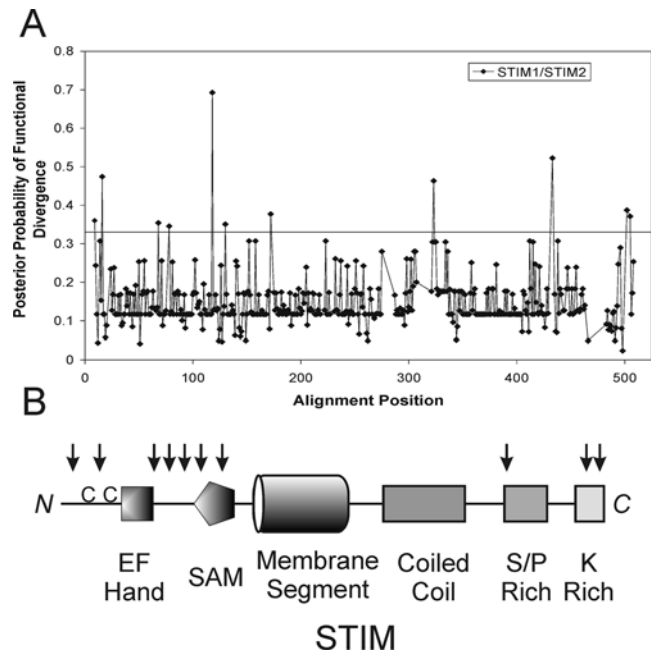 A
STIM1/STIM2
Posterior Probability of Functional
Divergence
0.8
0.7
0.6
0.5
0.4
0.3
0.2
0.1
0
0 100 200 300 400 500
Alignment Position
B
N C C C
EF
Hand
SAM
Membrane
Segment
Coiled
Coil
S/P
Rich
K
Rich
STIM